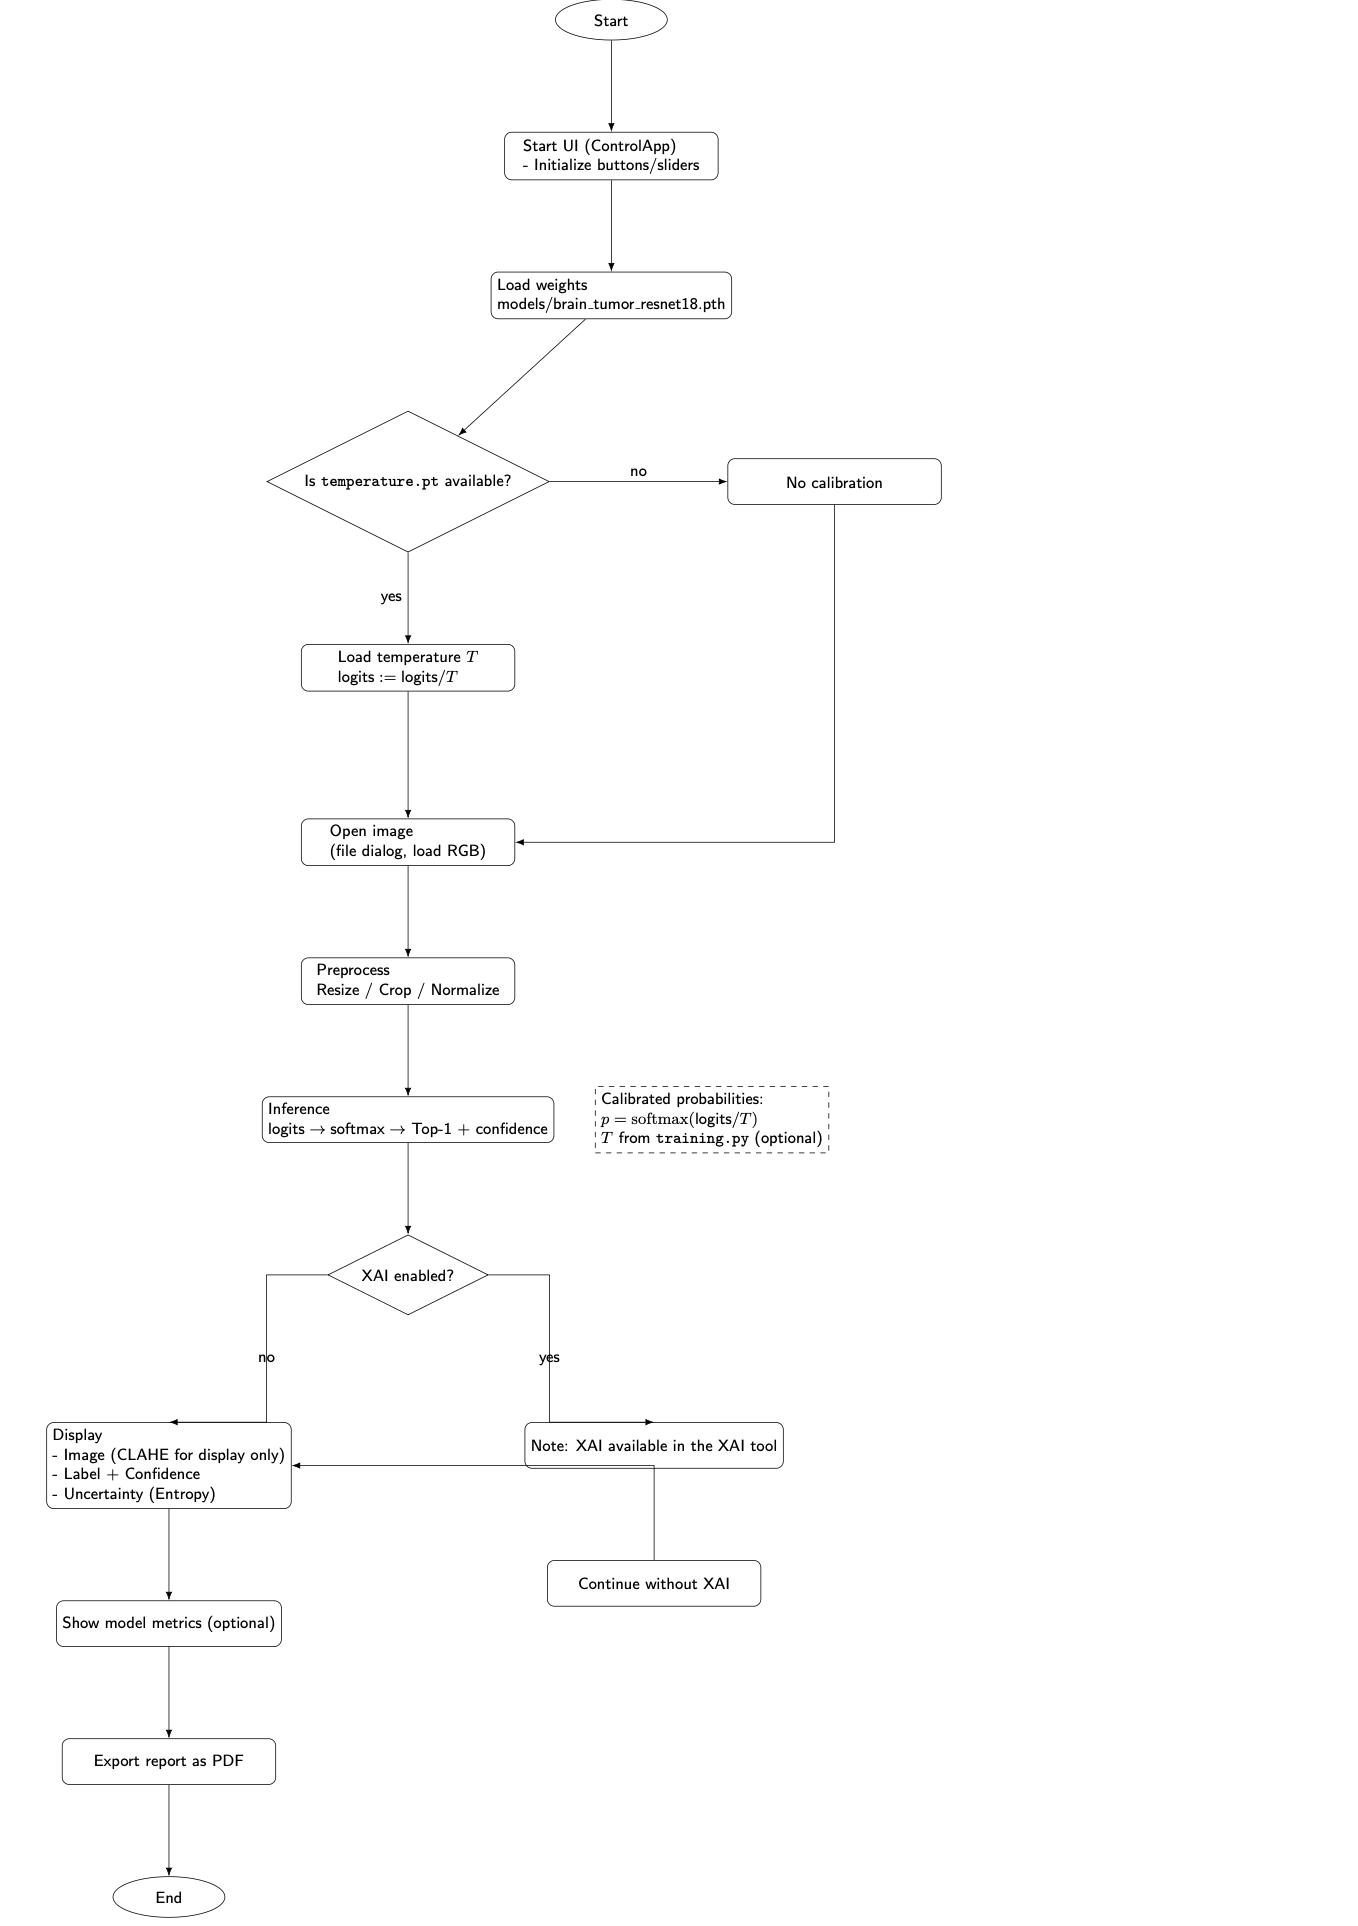 Start
Start UI (ControlApp)
- Initialize buttons/sliders
Load weights
models/brain_tumor_resnet18.pth
Is temperature.pt available?
no
No calibration
yes
Load temperature T
logits := logits/T
Open image
(file dialog, load RGB)
Preprocess
Resize / Crop / Normalize
Inference
logits → softmax → Top-1 + confidence
Calibrated probabilities:
p = softmax(logits/T)
T from training.py (optional)
XAI enabled?
no
yes
Display
- Image (CLAHE for display only)
- Label + Confidence
- Uncertainty (Entropy)
Note: XAI available in the XAI tool
Continue without XAI
Show model metrics (optional)
Export report as PDF
End